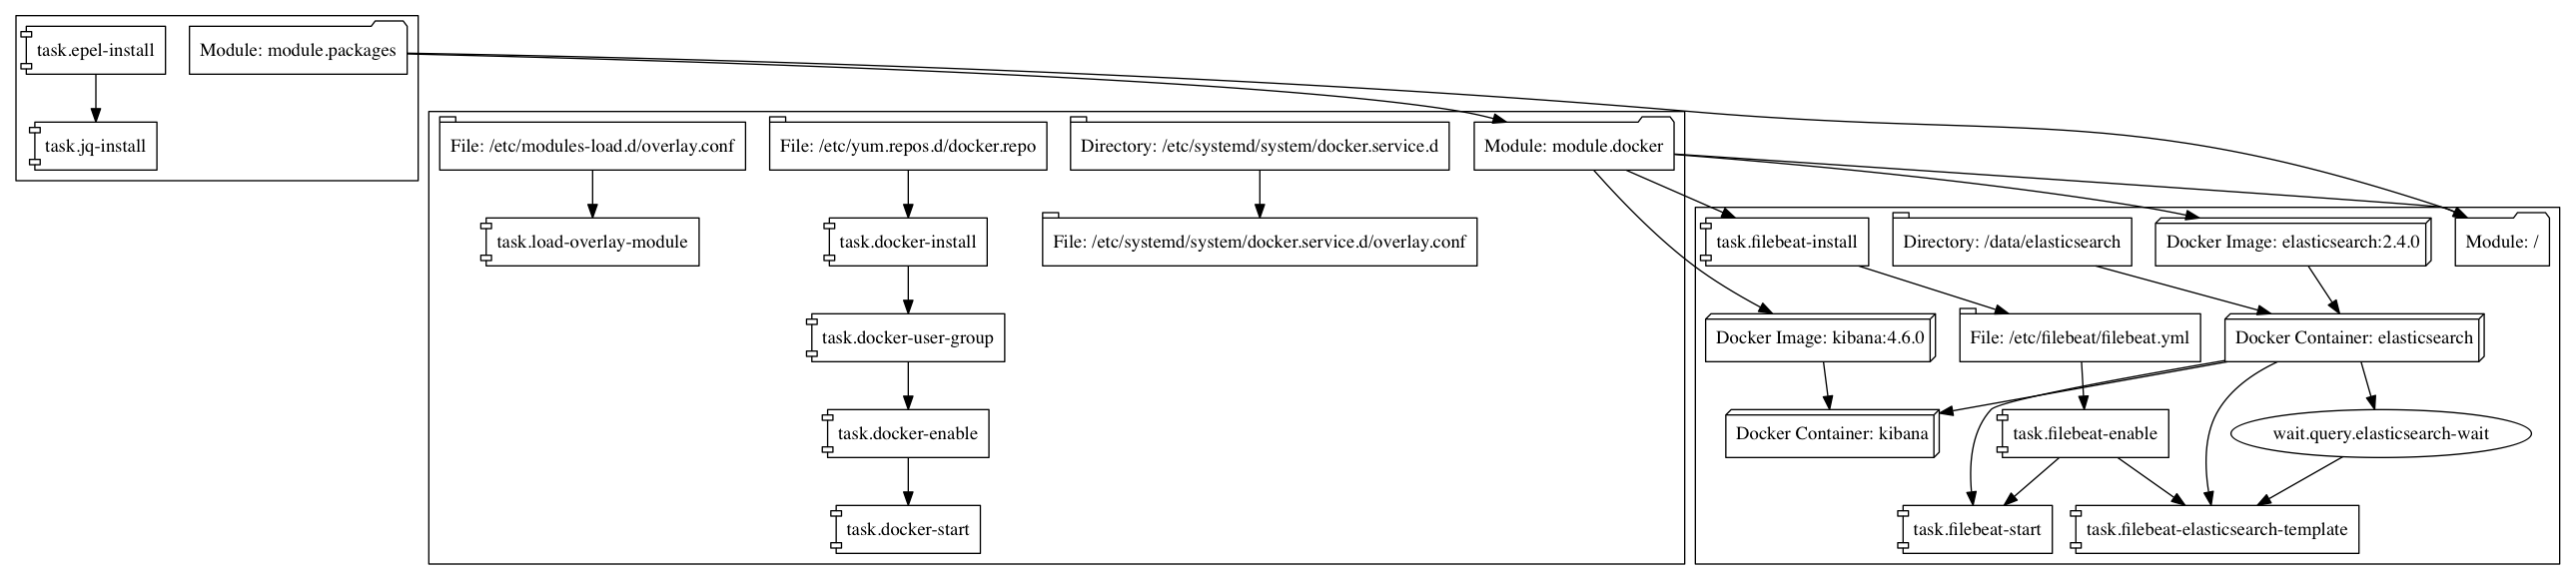 task.epel-install
Module: module.packages
task.jq-install
File: /etc/modules-load.d/overlay.conf
File: /etc/yum.repos.d/docker.repo
Directory: /etc/systemd/system/docker.service.d
Module: module.docker
task.load-overlay-module
task.docker-install
File: /etc/systemd/system/docker.service.d/overlay.conf
task.docker-user-group
task.docker-enable
task.docker-start
task.filebeat-install
Directory: /data/elasticsearch
Docker Image: elasticsearch:2.4.0
Module: /
Docker Image: kibana:4.6.0
File: /etc/filebeat/filebeat.yml
Docker Container: elasticsearch
Docker Container: kibana
task.filebeat-enable
wait.query.elasticsearch-wait
task.filebeat-start
task.filebeat-elasticsearch-template